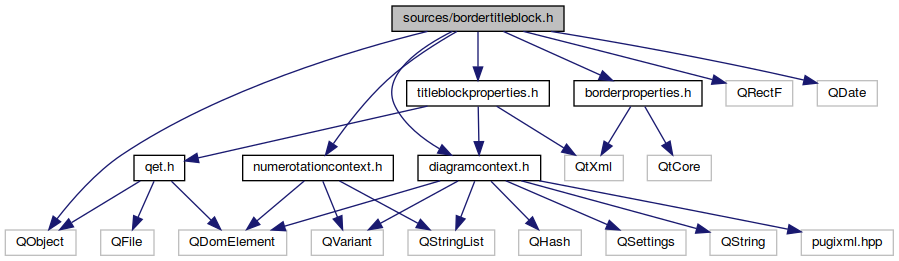 sources/bordertitleblock.h
titleblockproperties.h
borderproperties.h
QRectF
QDate
qet.h
numerotationcontext.h
diagramcontext.h
QtXml
QtCore
QObject
QFile
QDomElement
QVariant
QStringList
QHash
QSettings
QString
pugixml.hpp